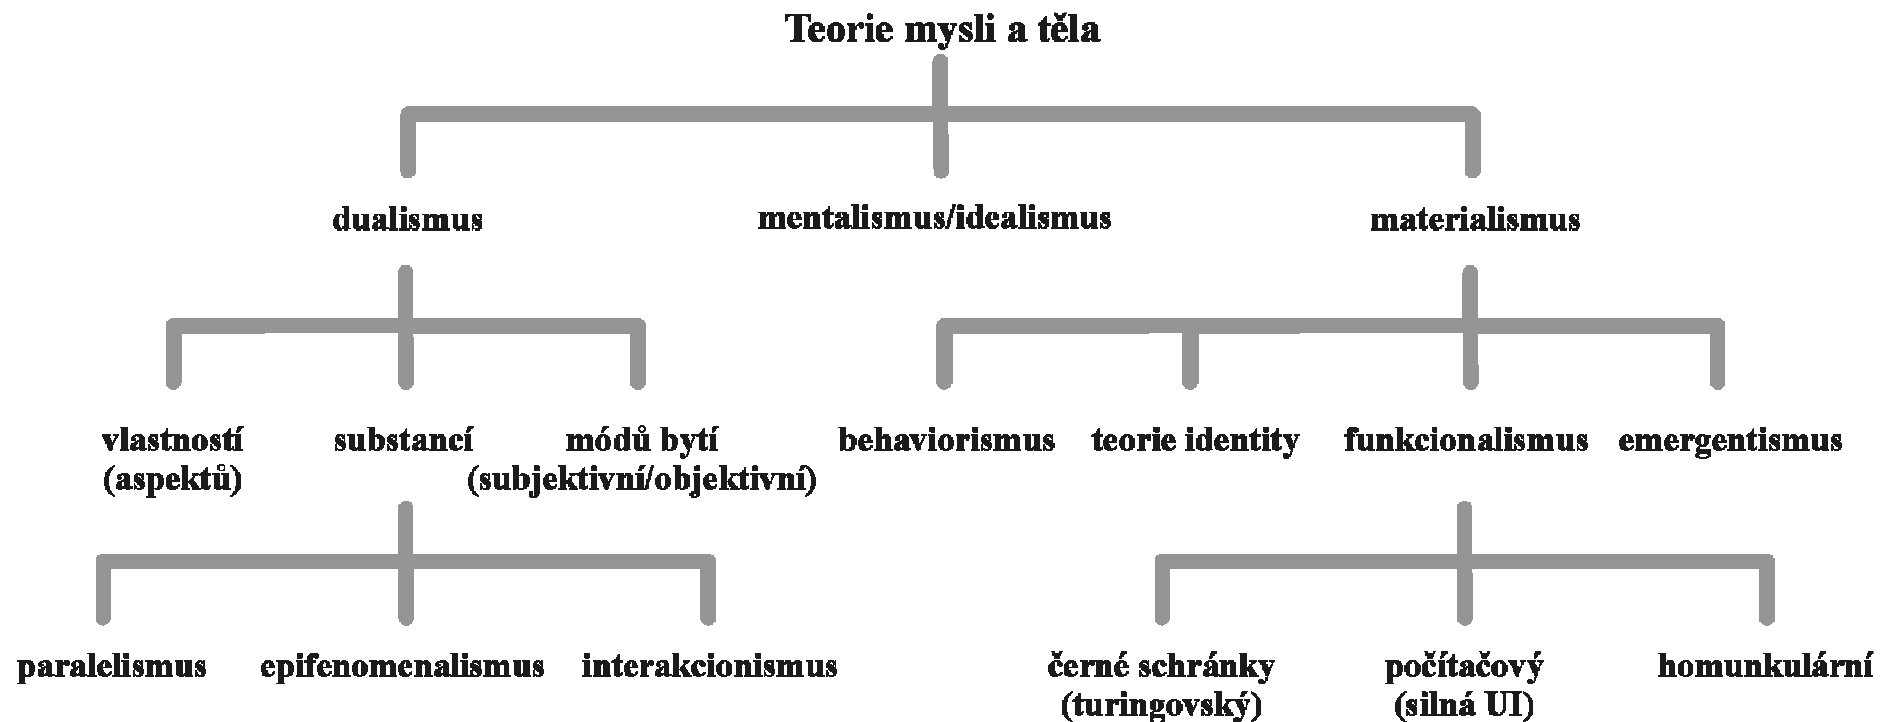 Teorie mysli a těla
dualismus
mentalismus/idealismus
materialismus
vlastností
(aspektů)
substancí
módů bytí
(subjektivní/objektivní)
behaviorismus
teorie identity
funkcionalismus
emergentismus
paralelismus
epifenomenalismus
interakcionismus
černé schránky
(turingovský)
počítačový
(silná UI)
homunkulární